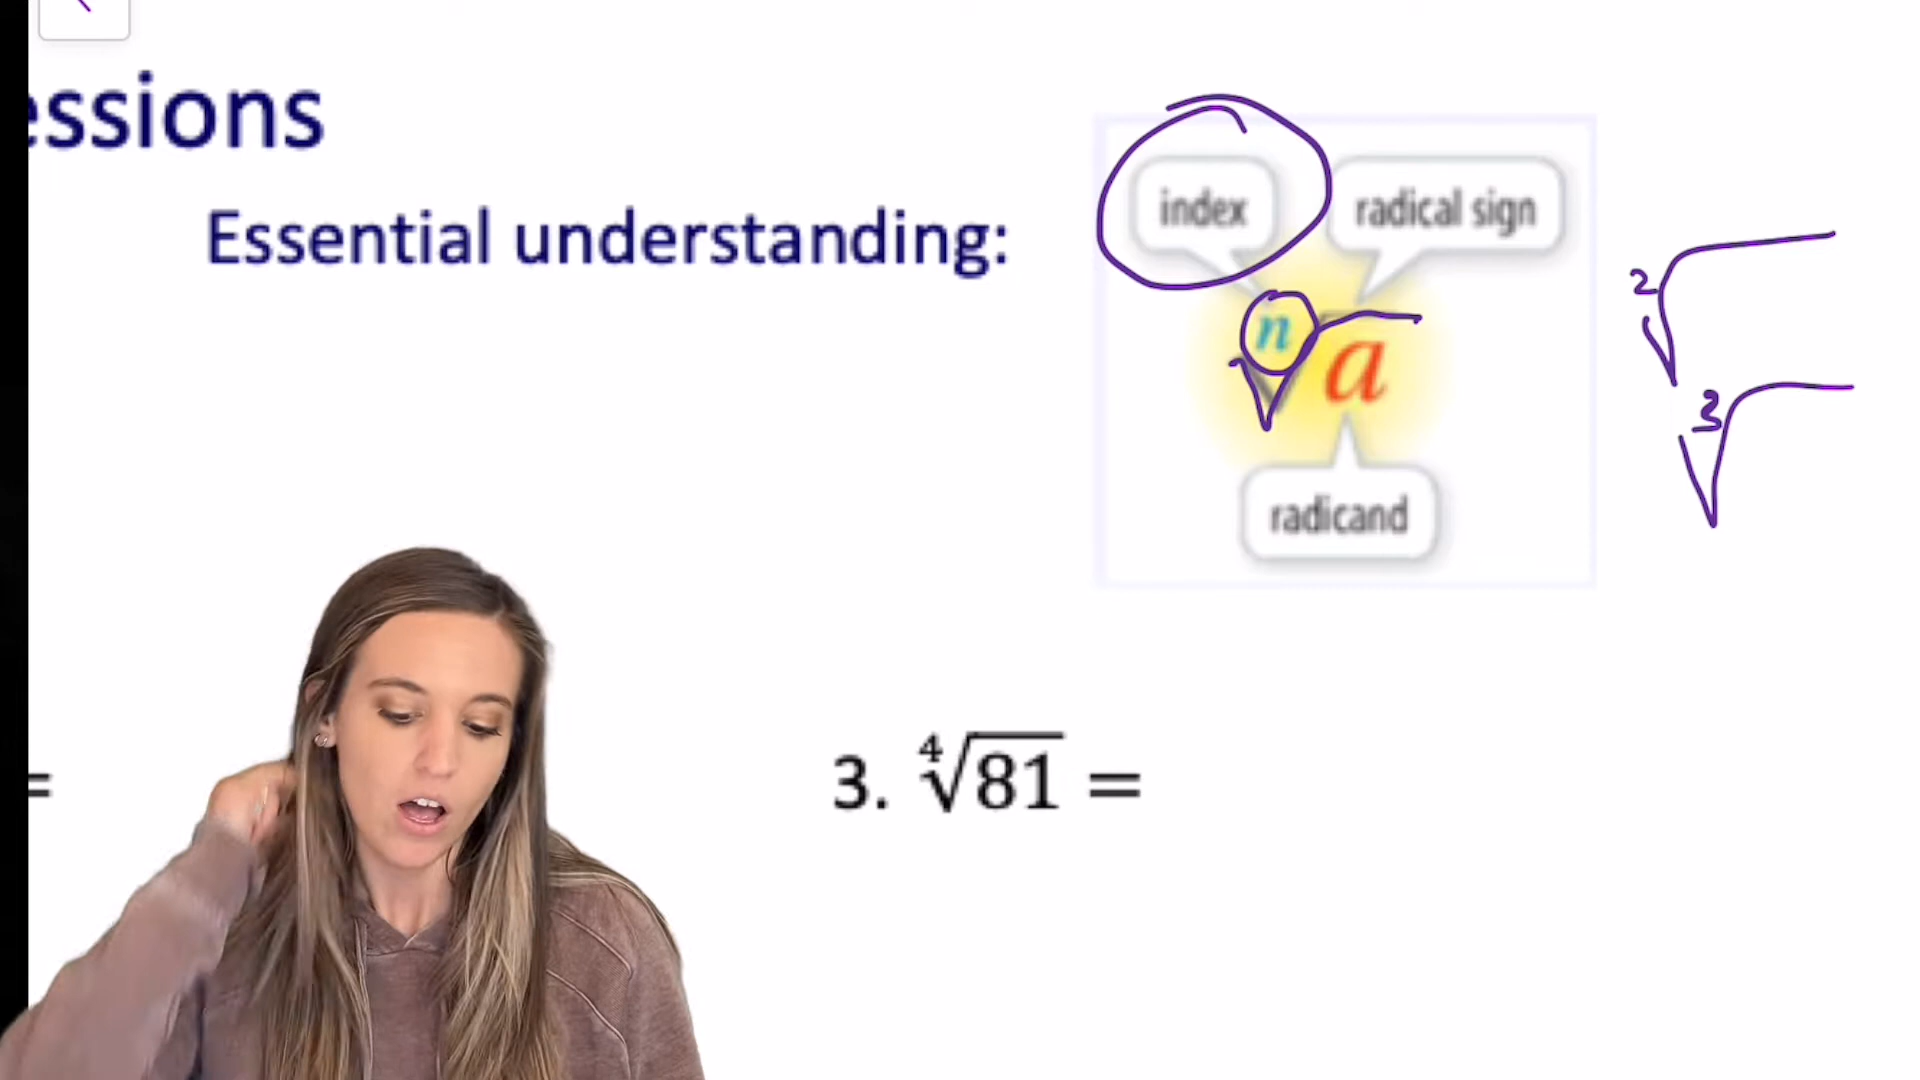 essions
Essential understanding:
index
radical sign
n
√
a
radicand
2√
3√
=
3. ∜81 =